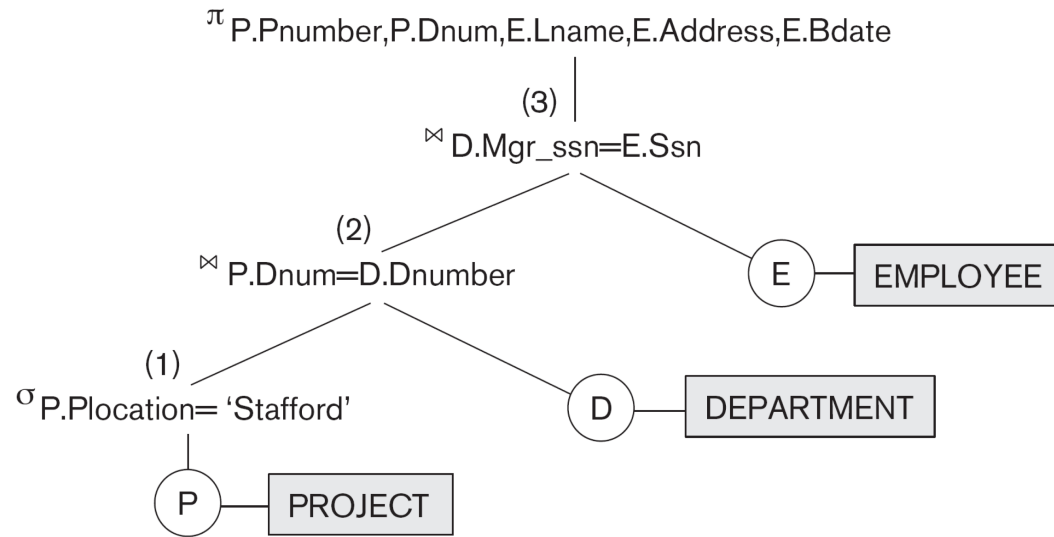 π P.Pnumber,P.Dnum,E.Lname,E.Address,E.Bdate
(3)
⋈ D.Mgr_ssn=E.Ssn
(2)
⋈ P.Dnum=D.Dnumber
E
EMPLOYEE
(1)
σ P.Plocation= ‘Stafford’
D
DEPARTMENT
P
PROJECT